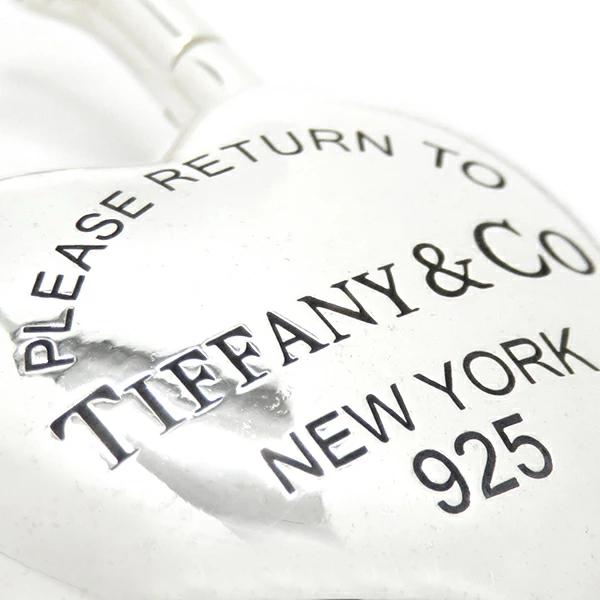 PLEASE RETURN TO
TIFFANY & CO
NEW YORK
925